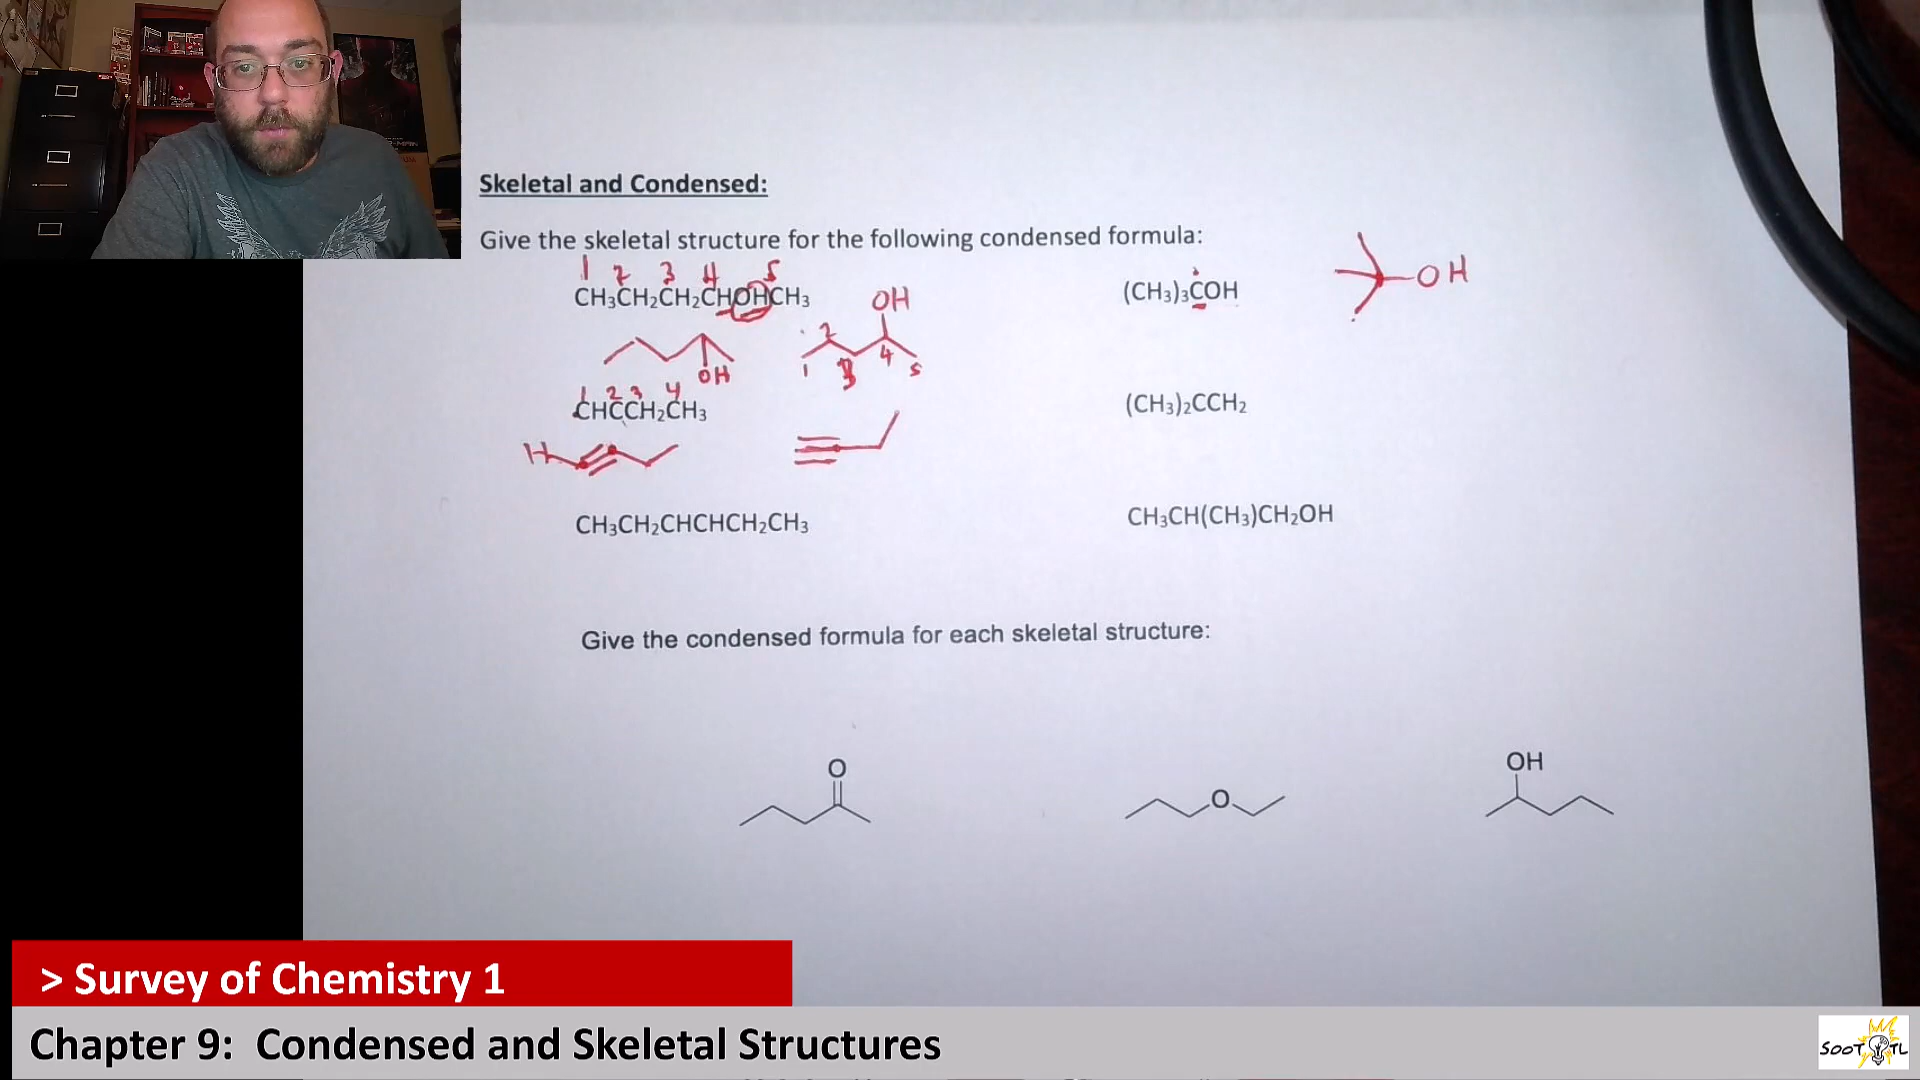 Skeletal and Condensed:
Give the skeletal structure for the following condensed formula:
1 2 3 4 5
CH₃CH₂CH₂CHOHCH₃
OH
(CH₃)₃COH
OH
2
OH
1 3 4 5
1 2 3 4
CHCCH₂CH₃
(CH₃)₂CCH₂
H
CH₃CH₂CHCHCH₂CH₃
CH₃CH(CH₃)CH₂OH
Give the condensed formula for each skeletal structure:
O
O
OH
> Survey of Chemistry 1
Chapter 9: Condensed and Skeletal Structures
SOOT TL